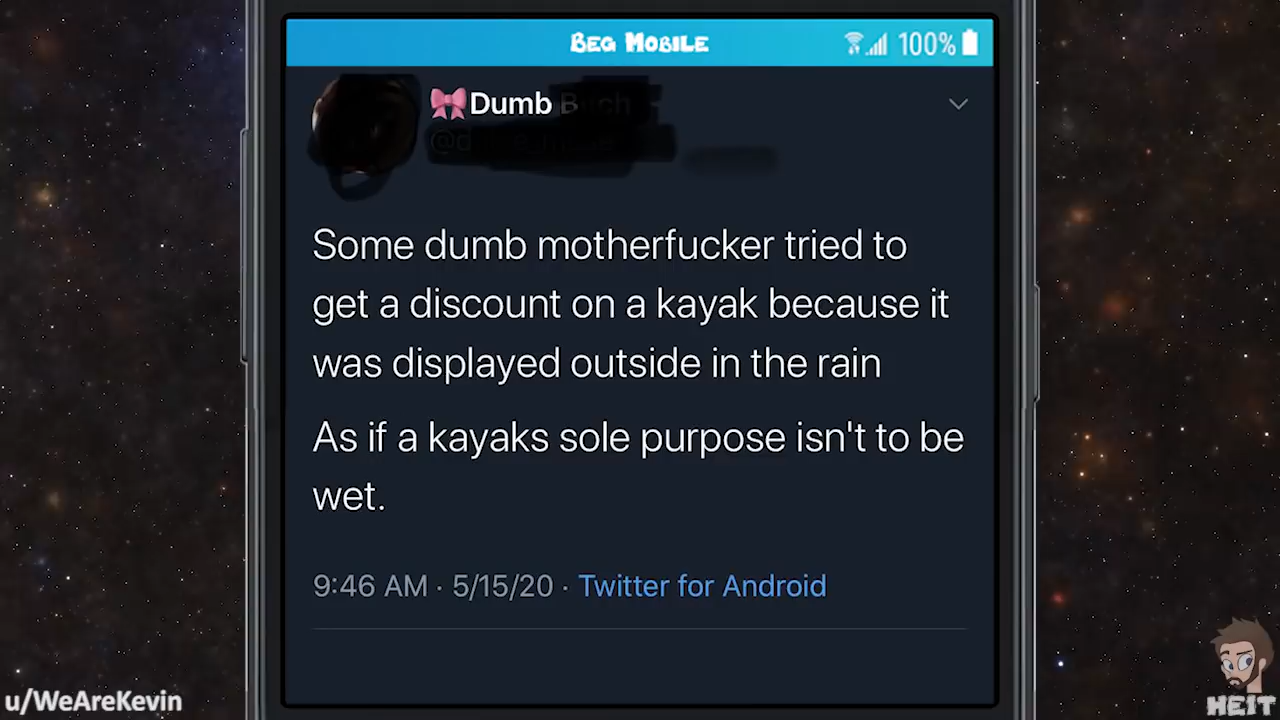 BEG MOBILE
100%
🎀Dumb
Some dumb motherfucker tried to
get a discount on a kayak because it
was displayed outside in the rain
As if a kayaks sole purpose isn't to be
wet.
9:46 AM · 5/15/20 · Twitter for Android
u/WeAreKevin
HEIT